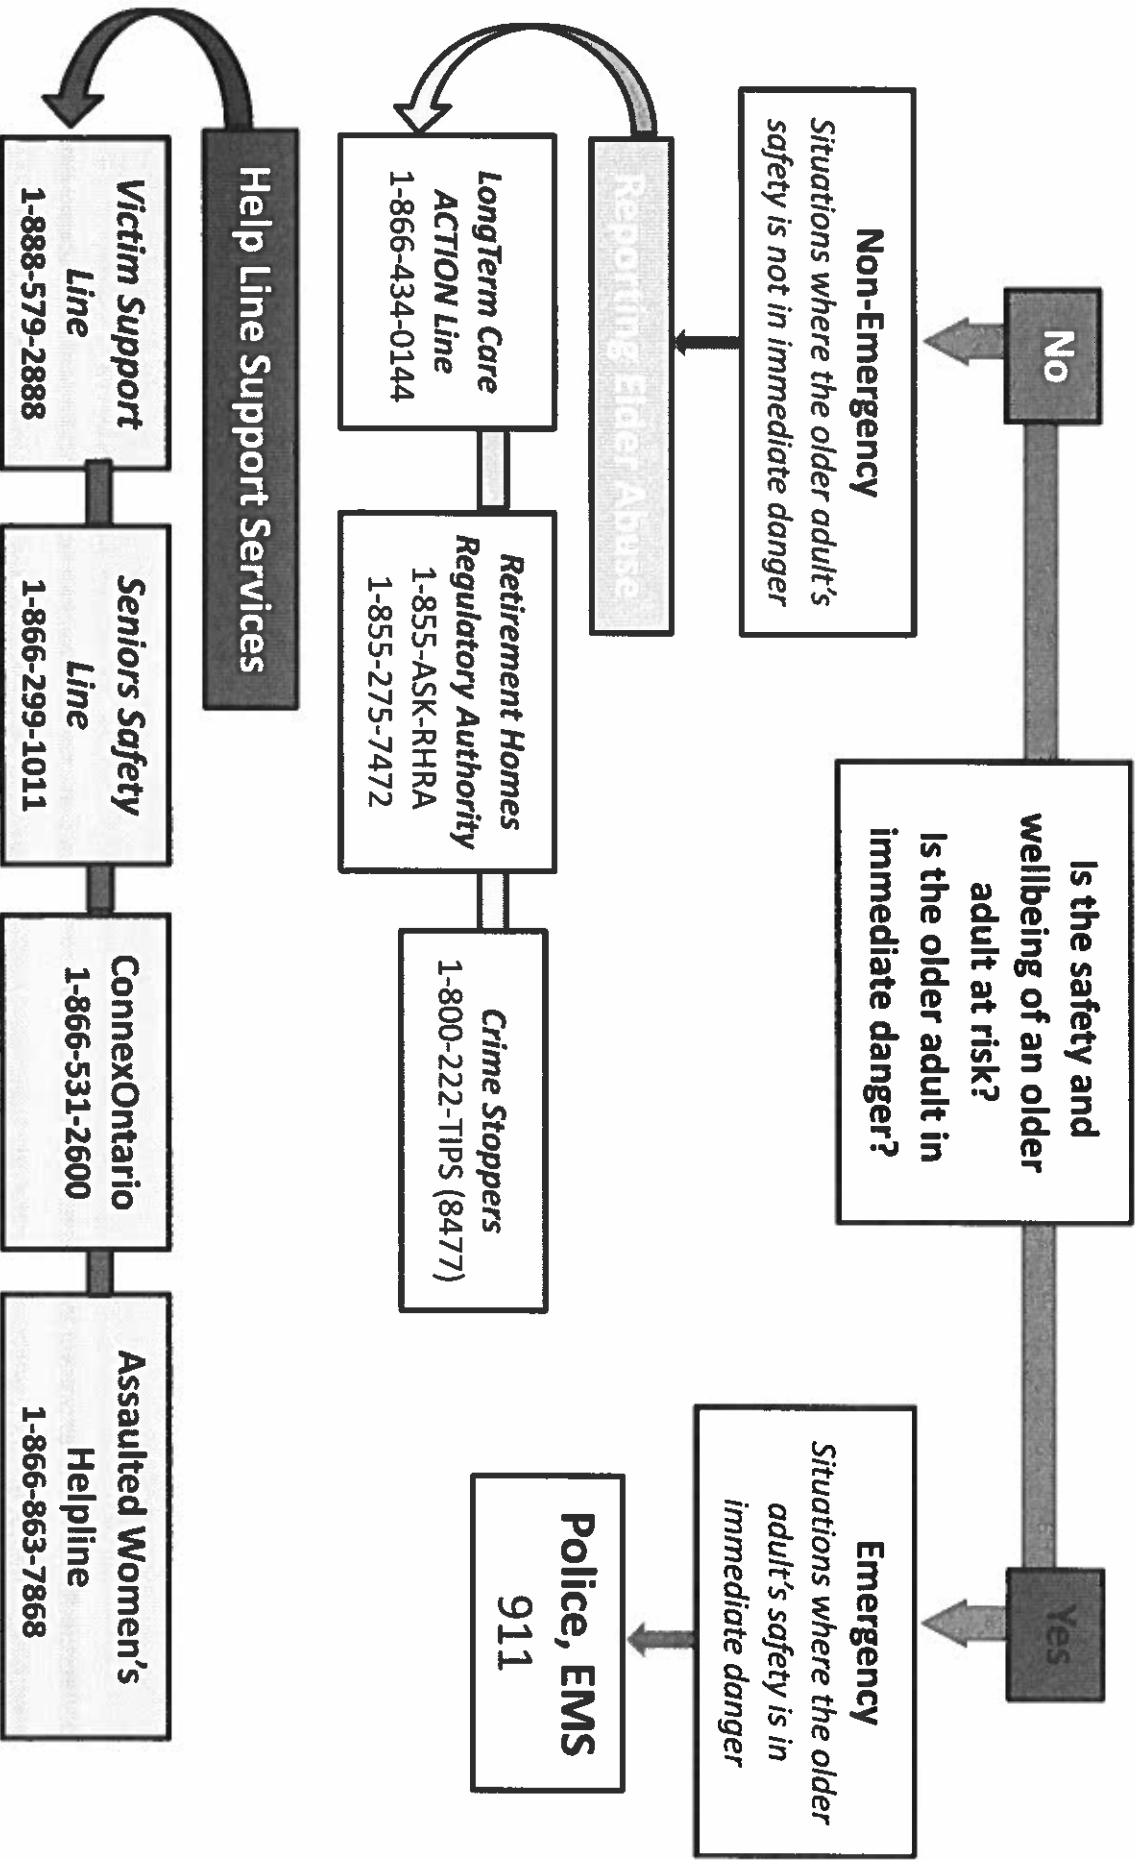 Is the safety and
wellbeing of an older
adult at risk?
Is the older adult in
immediate danger?
No
Yes
Non-Emergency
Situations where the older adult's
safety is not in immediate danger
Emergency
Situations where the older
adult's safety is in
immediate danger
Reporting Elder Abuse
Police, EMS
911
LongTerm Care
ACTION Line
1-866-434-0144
Retirement Homes
Regulatory Authority
1-855-ASK-RHRA
1-855-275-7472
Crime Stoppers
1-800-222-TIPS (8477)
Help Line Support Services
Victim Support
Line
1-888-579-2888
Seniors Safety
Line
1-866-299-1011
ConnexOntario
1-866-531-2600
Assaulted Women's
Helpline
1-866-863-7868